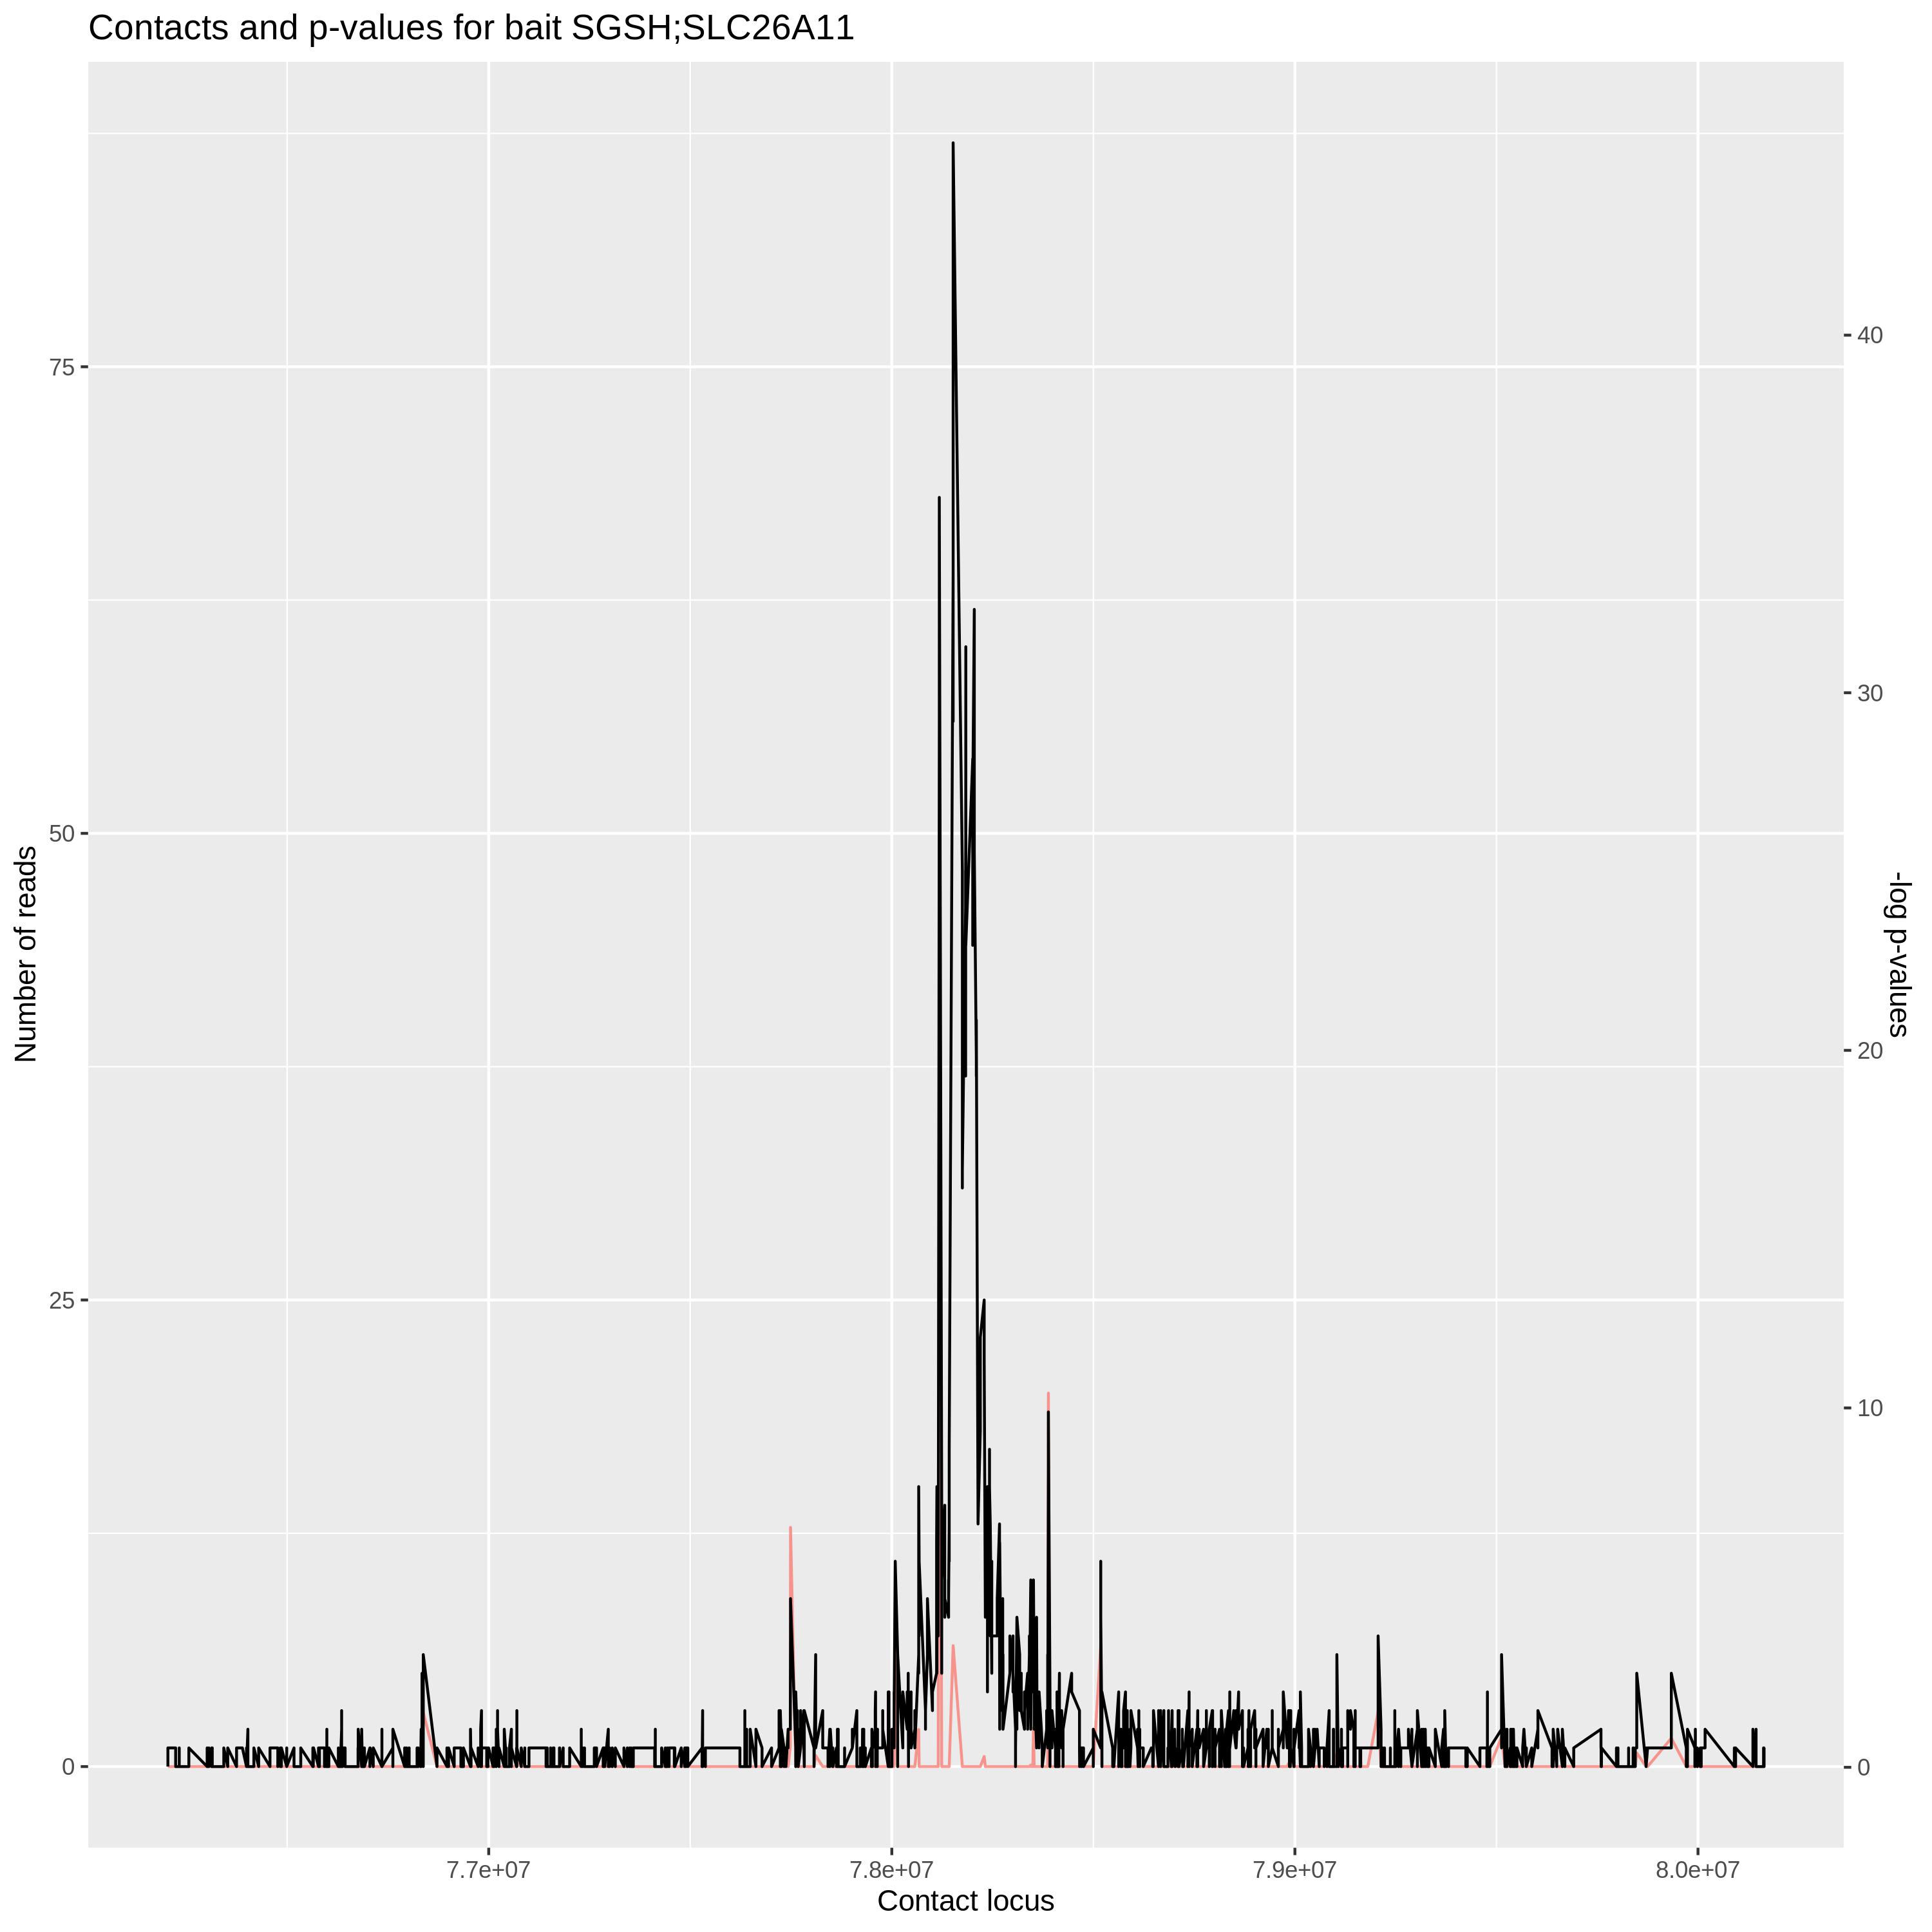 Contacts and p-values for bait SGSH;SLC26A11
75
50
25
0
Number of reads
40
30
20
10
0
-log p-values
7.7e+07 7.8e+07 7.9e+07 8.0e+07
Contact locus